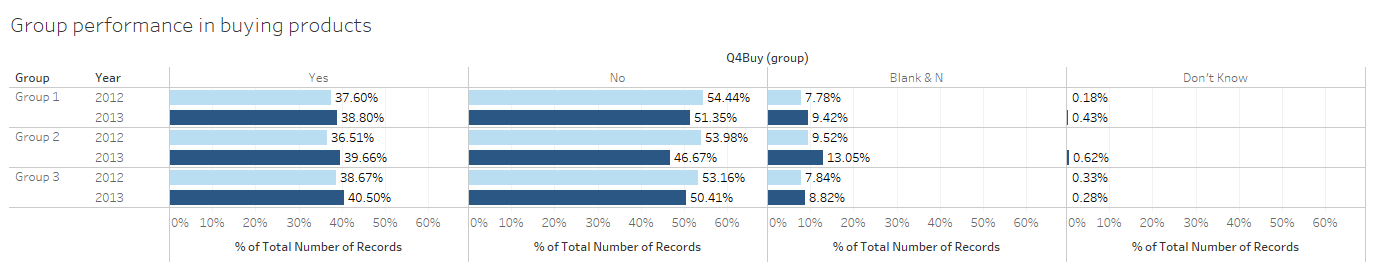 Group performance in buying products
Q4Buy (group)
Group Year Yes No Blank & N Don't Know
Group 1 2012 37.60% 54.44% 7.78% 0.18%
2013 38.80% 51.35% 9.42% 0.43%
Group 2 2012 36.51% 53.98% 9.52%
2013 39.66% 46.67% 13.05% 0.62%
Group 3 2012 38.67% 53.16% 7.84% 0.33%
2013 40.50% 50.41% 8.82% 0.28%
0% 10% 20% 30% 40% 50% 60% 0% 10% 20% 30% 40% 50% 60% 0% 10% 20% 30% 40% 50% 60% 0% 10% 20% 30% 40% 50% 60%
% of Total Number of Records % of Total Number of Records % of Total Number of Records % of Total Number of Records